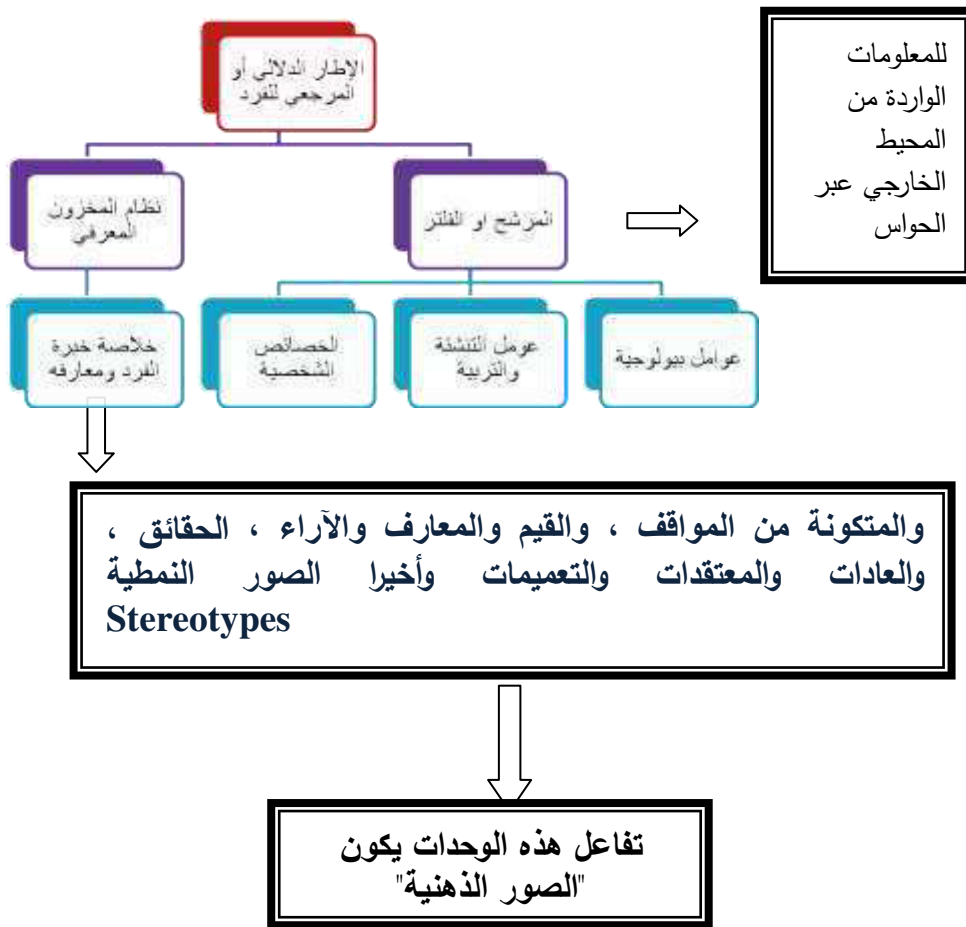 الإطار الدلالي أو
المرجعي للفرد
للمعلومات
الواردة من
المحيط
الخارجي عبر
الحواس
المرشح او الفلتر
نظام المخزون
المعرفي
عوامل بيولوجية
عومل التنشئة
والتربية
الخصائص
الشخصية
خلاصة خبرة
الفرد ومعارفه
والمتكونة من المواقف ، والقيم والمعارف والآراء ، الحقائق ،
والعادات والمعتقدات والتعميمات وأخيرا الصور النمطية
Stereotypes
تفاعل هذه الوحدات يكون
"الصور الذهنية"